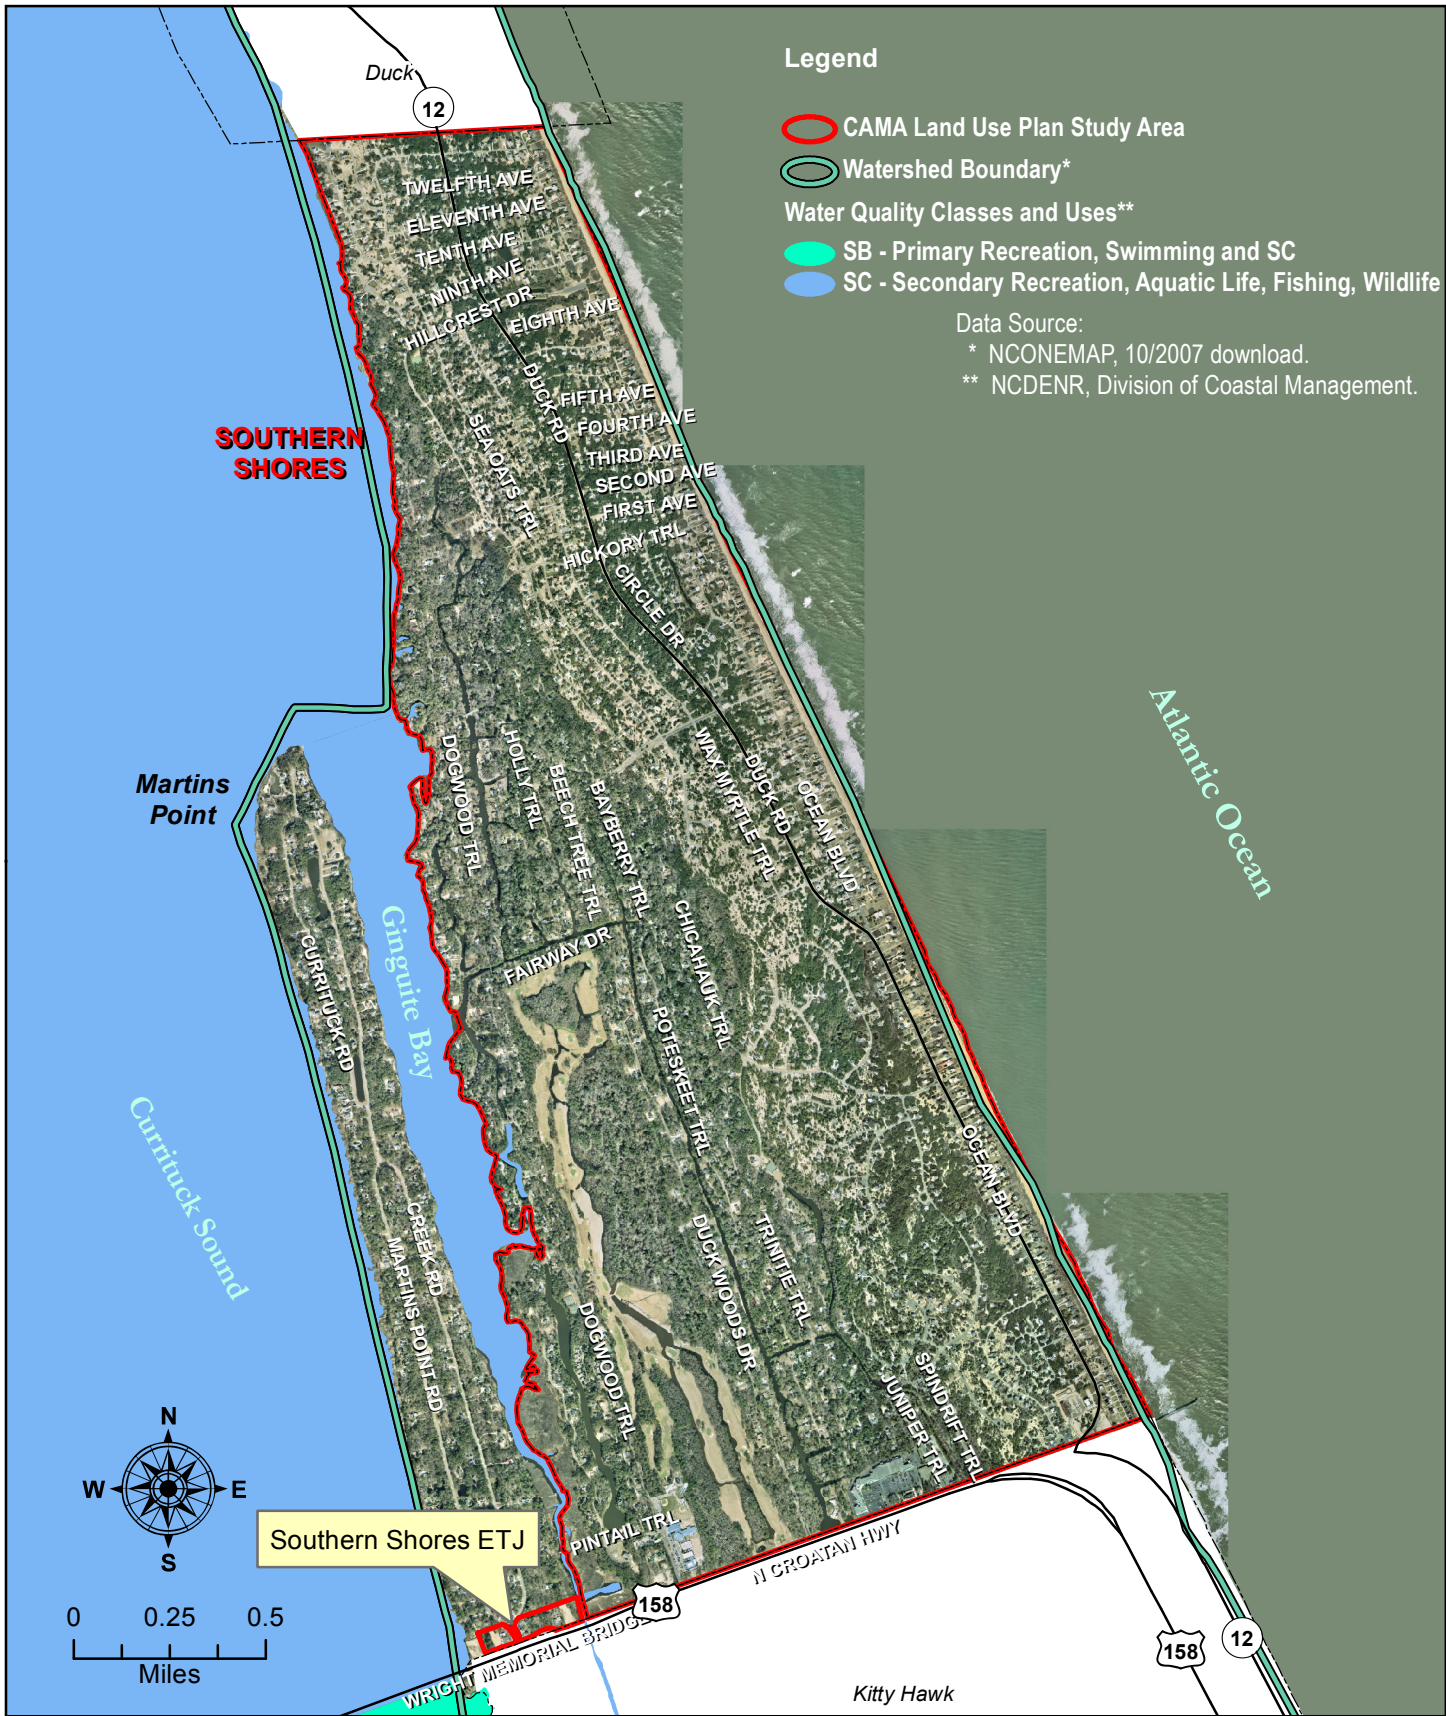 Legend
CAMA Land Use Plan Study Area
Watershed Boundary*
Water Quality Classes and Uses**
SB - Primary Recreation, Swimming and SC
SC - Secondary Recreation, Aquatic Life, Fishing, Wildlife
Data Source:
* NCONEMAP, 10/2007 download.
** NCDENR, Division of Coastal Management.
Duck
12
TWELFTH AVE
ELEVENTH AVE
TENTH AVE
NINTH AVE
HILLCREST DR
EIGHTH AVE
DUCK RD
FIFTH AVE
FOURTH AVE
THIRD AVE
SECOND AVE
FIRST AVE
SEA OATS TRL
HICKORY TRL
CIRCLE DR
SOUTHERN
SHORES
Martins
Point
DOGWOOD TRL
HOLLY TRL
BEECH TREE TRL
BAYBERRY TRL
WAX MYRTLE TRL
DUCK RD
OCEAN BLVD
Atlantic Ocean
Ginguite Bay
CURRITUCK RD
FAIRWAY DR
CHICAHAUK TRL
POTESKEET TRL
Currituck Sound
CREEK RD
MARTINS POINT RD
DOGWOOD TRL
DUCK WOODS DR
TRINITIE TRL
OCEAN BLVD
JUNIPER TRL
SPINDRIFT TRL
N
W
E
S
Southern Shores ETJ
PINTAIL TRL
N CROATAN HWY
158
WRIGHT MEMORIAL BRIDGE
0 0.25 0.5
Miles
158
12
Kitty Hawk